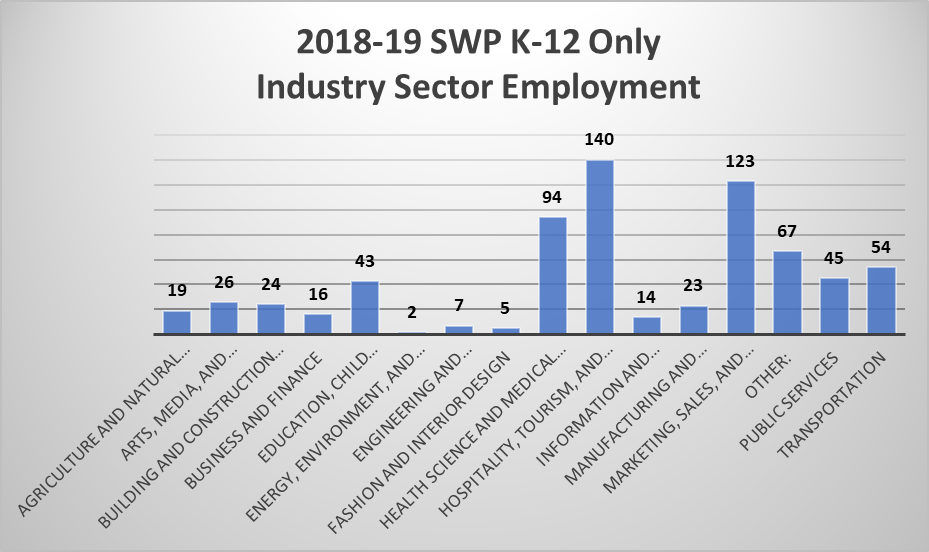 2018-19 SWP K-12 Only
Industry Sector Employment
19
26
24
16
43
2
7
5
94
140
14
23
123
67
45
54
AGRICULTURE AND NATURAL...
ARTS, MEDIA, AND...
BUILDING AND CONSTRUCTION...
BUSINESS AND FINANCE
EDUCATION, CHILD...
ENERGY, ENVIRONMENT, AND...
ENGINEERING AND...
FASHION AND INTERIOR DESIGN
HEALTH SCIENCE AND MEDICAL...
HOSPITALITY, TOURISM, AND...
INFORMATION AND...
MANUFACTURING AND...
MARKETING, SALES, AND...
OTHER:
PUBLIC SERVICES
TRANSPORTATION